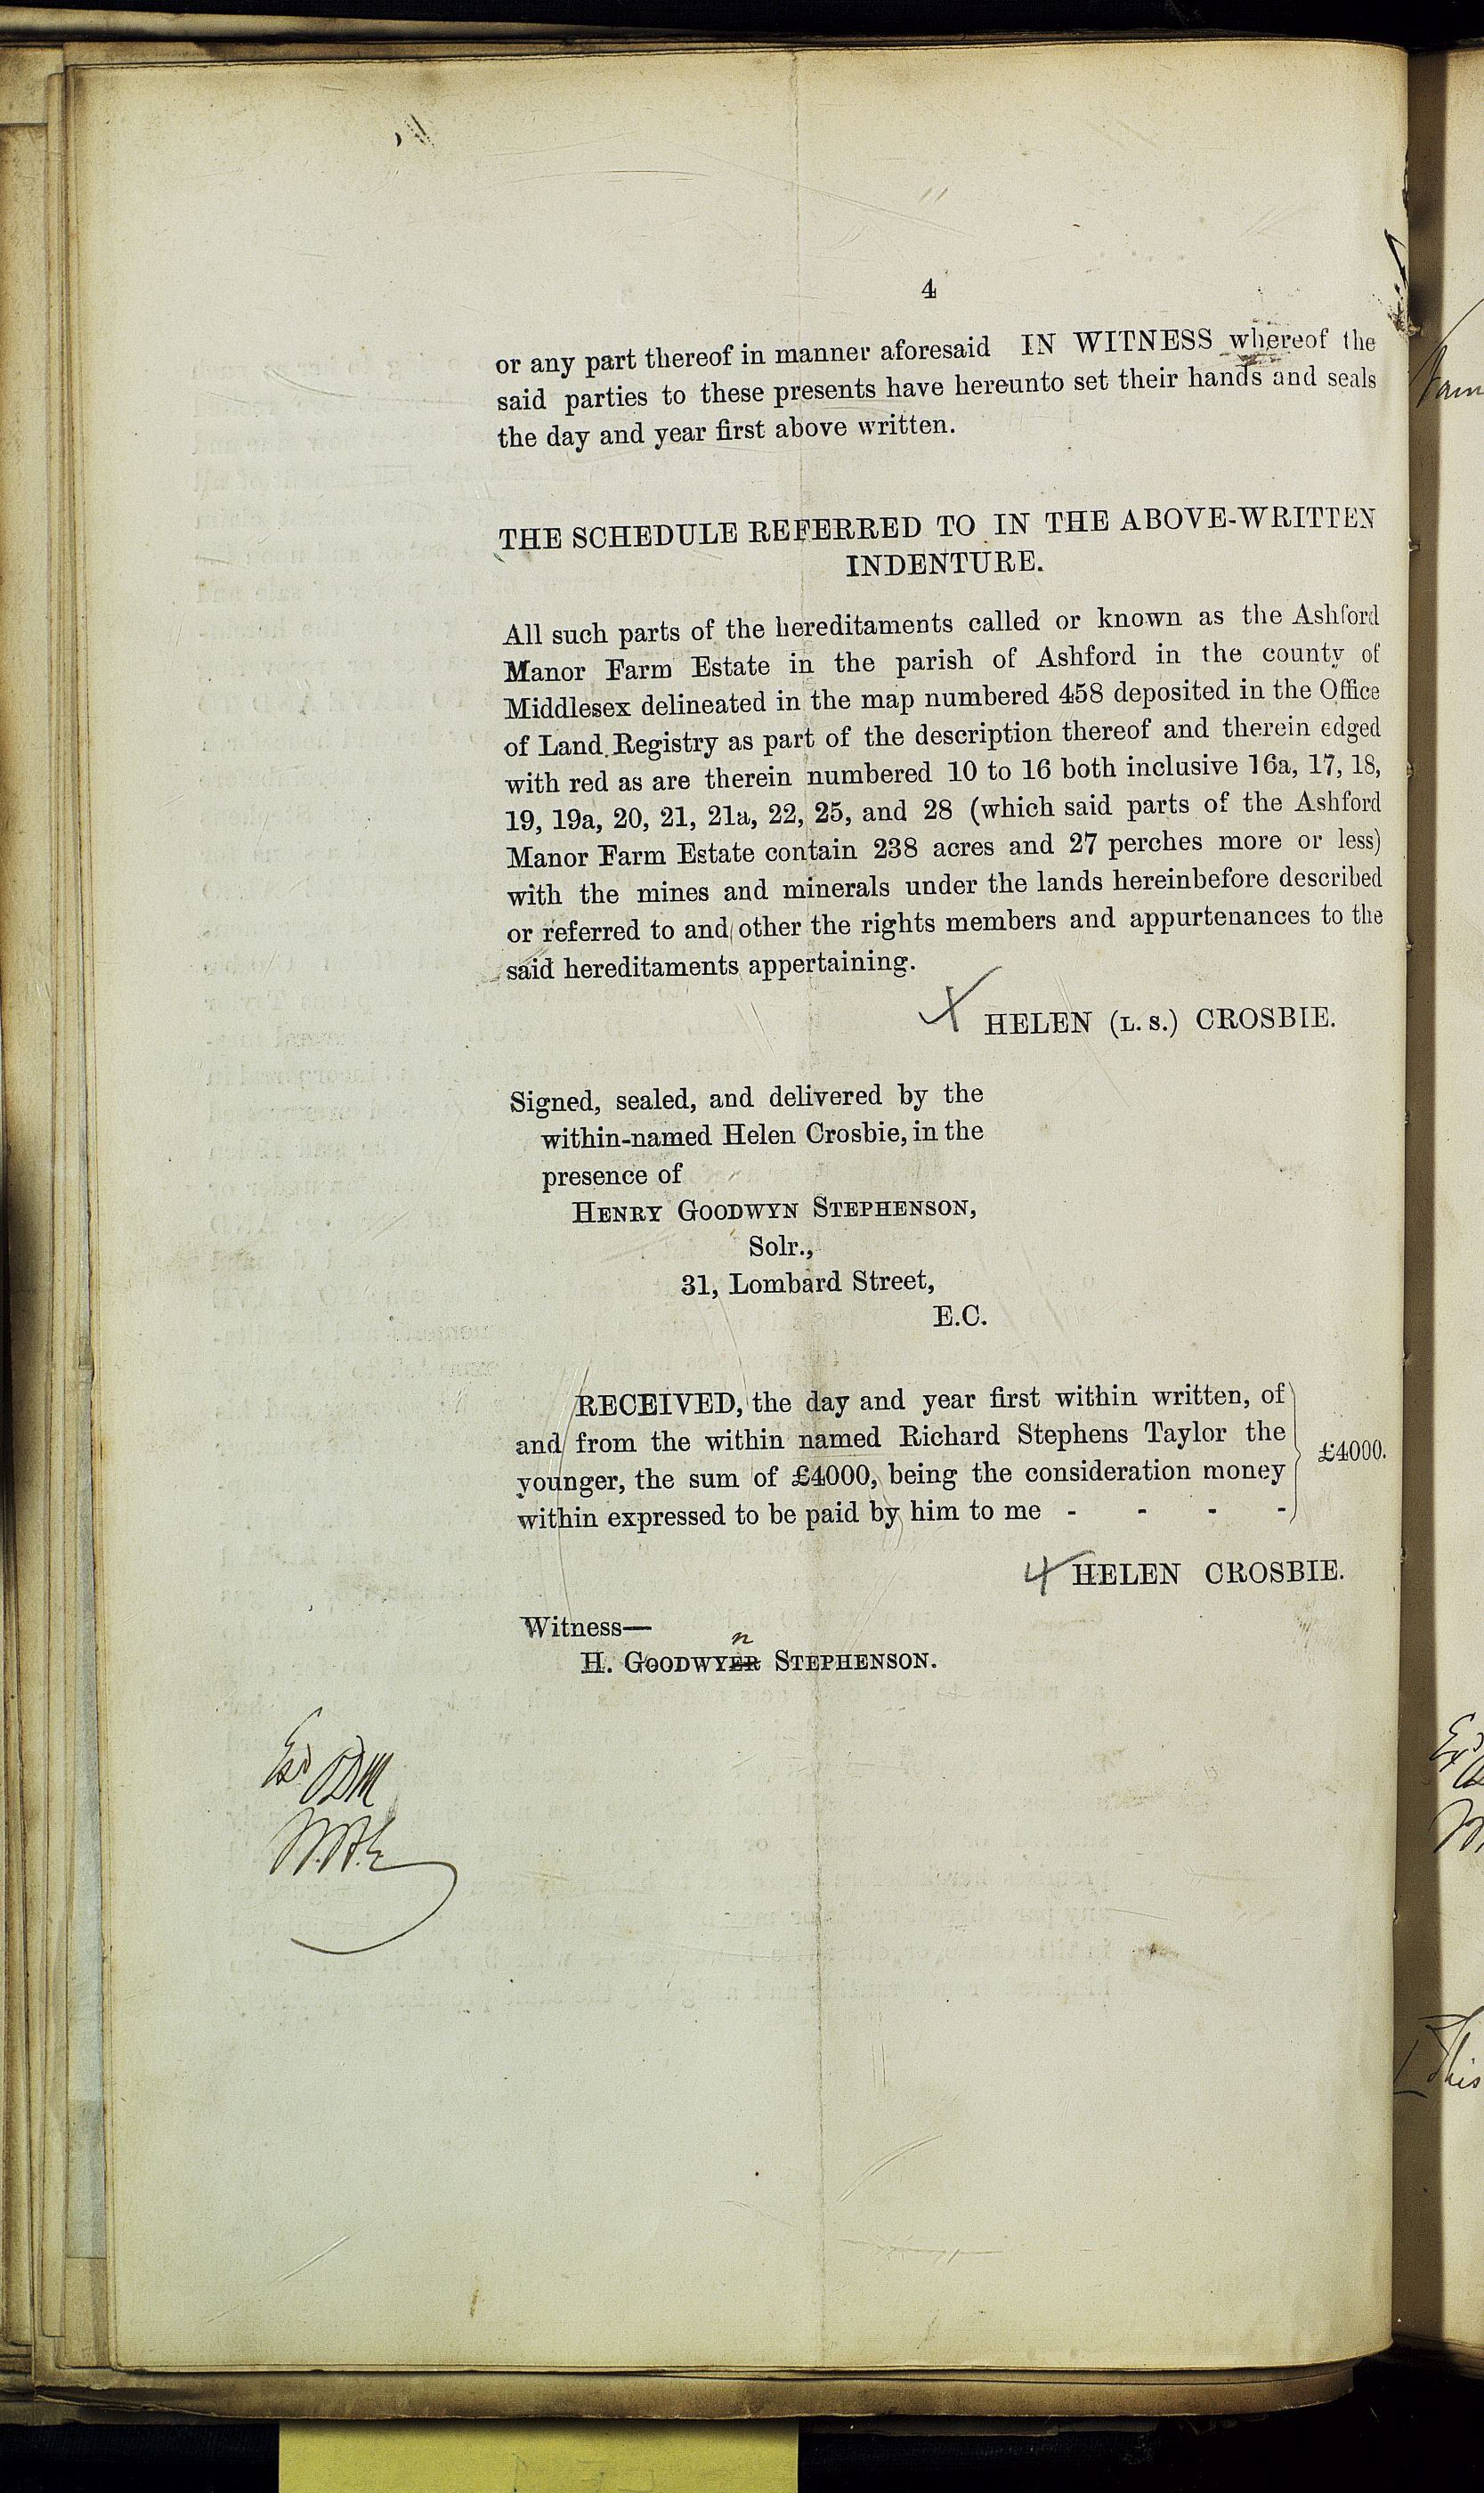 4
or any part thereof in manner aforesaid IN WITNESS whereof the
said parties to these presents have hereunto set their hands and seals
the day and year first above written.
THE SCHEDULE REFERRED TO IN THE ABOVE-WRITTEN
INDENTURE.
All such parts of the hereditaments called or known as the Ashford
Manor Farm Estate in the parish of Ashford in the county of
Middlesex delineated in the map numbered 458 deposited in the Office
of Land Registry as part of the description thereof and therein edged
with red as are therein numbered 10 to 16 both inclusive 16a, 17, 18,
19, 19a, 20, 21, 21a, 22, 25, and 28 (which said parts of the Ashford
Manor Farm Estate contain 238 acres and 27 perches more or less)
with the mines and minerals under the lands hereinbefore described
or referred to and other the rights members and appurtenances to the
said hereditaments appertaining.
HELEN (L. S.) CROSBIE.
Signed, sealed, and delivered by the
within-named Helen Crosbie, in the
presence of
HENRY GOODWYN STEPHENSON,
Solr.,
31, Lombard Street,
E.C.
RECEIVED, the day and year first within written, of
and from the within named Richard Stephens Taylor the
younger, the sum of £4000, being the consideration money
within expressed to be paid by him to me - - - -
£4000.
HELEN CROSBIE.
Witness—
n
H. GOODWYER STEPHENSON.